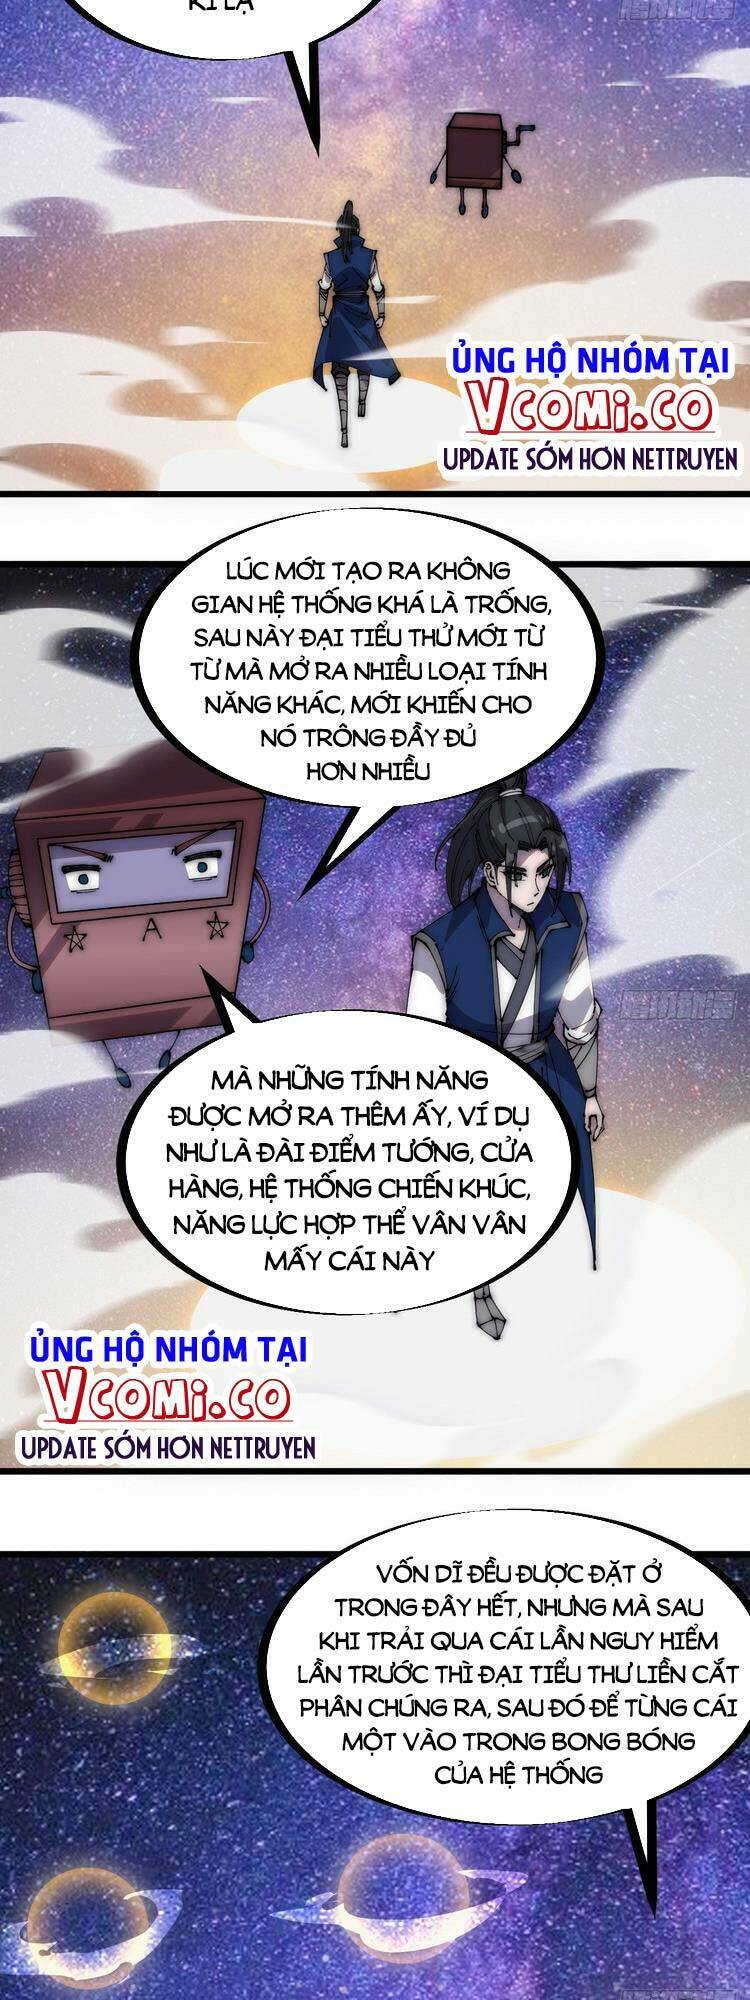 KÌ LẠ
ỦNG HỘ NHÓM TẠI
VCOMI.CO
UPDATE SỚM HƠN NETTRUYEN
LÚC MỚI TẠO RA KHÔNG
GIAN HỆ THỐNG KHÁ LÀ TRỐNG,
SAU NÀY ĐẠI TIỂU THỬ MỚI TỪ
TỪ MÀ MỞ RA NHIỀU LOẠI TÍNH
NĂNG KHÁC, MỚI KHIẾN CHO
NÓ TRÔNG ĐẦY ĐỦ
HƠN NHIỀU
A
MÀ NHỮNG TÍNH NĂNG
ĐƯỢC MỞ RA THÊM ẤY, VÍ DỤ
NHƯ LÀ ĐÀI ĐIỂM TƯỚNG, CỬA
HÀNG, HỆ THỐNG CHIẾN KHÚC,
NĂNG LỰC HỢP THỂ VÂN VÂN
MẤY CÁI NÀY
ỦNG HỘ NHÓM TẠI
VCOMI.CO
UPDATE SỚM HƠN NETTRUYEN
VỐN DĨ ĐỀU ĐƯỢC ĐẶT Ở
TRONG ĐÂY HẾT, NHƯNG MÀ SAU
KHI TRẢI QUA CÁI LẦN NGUY HIỂM
LẦN TRƯỚC THÌ ĐẠI TIỂU THƯ LIỀN CẮT
PHÂN CHÚNG RA, SAU ĐÓ ĐỂ TỪNG CÁI
MỘT VÀO TRONG BONG BÓNG
CỦA HỆ THỐNG